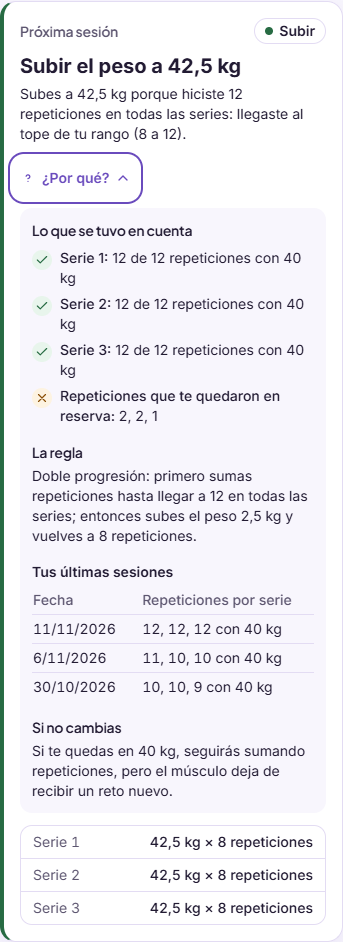 Próxima sesión
Subir
Subir el peso a 42,5 kg
Subes a 42,5 kg porque hiciste 12
repeticiones en todas las series: llegaste al
tope de tu rango (8 a 12).
? ¿Por qué?
Lo que se tuvo en cuenta
Serie 1: 12 de 12 repeticiones con 40
kg
Serie 2: 12 de 12 repeticiones con 40
kg
Serie 3: 12 de 12 repeticiones con 40
kg
Repeticiones que te quedaron en
reserva: 2, 2, 1
La regla
Doble progresión: primero sumas
repeticiones hasta llegar a 12 en todas las
series; entonces subes el peso 2,5 kg y
vuelves a 8 repeticiones.
Tus últimas sesiones
Fecha Repeticiones por serie
11/11/2026 12, 12, 12 con 40 kg
6/11/2026 11, 10, 10 con 40 kg
30/10/2026 10, 10, 9 con 40 kg
Si no cambias
Si te quedas en 40 kg, seguirás sumando
repeticiones, pero el músculo deja de
recibir un reto nuevo.
Serie 1 42,5 kg × 8 repeticiones
Serie 2 42,5 kg × 8 repeticiones
Serie 3 42,5 kg × 8 repeticiones